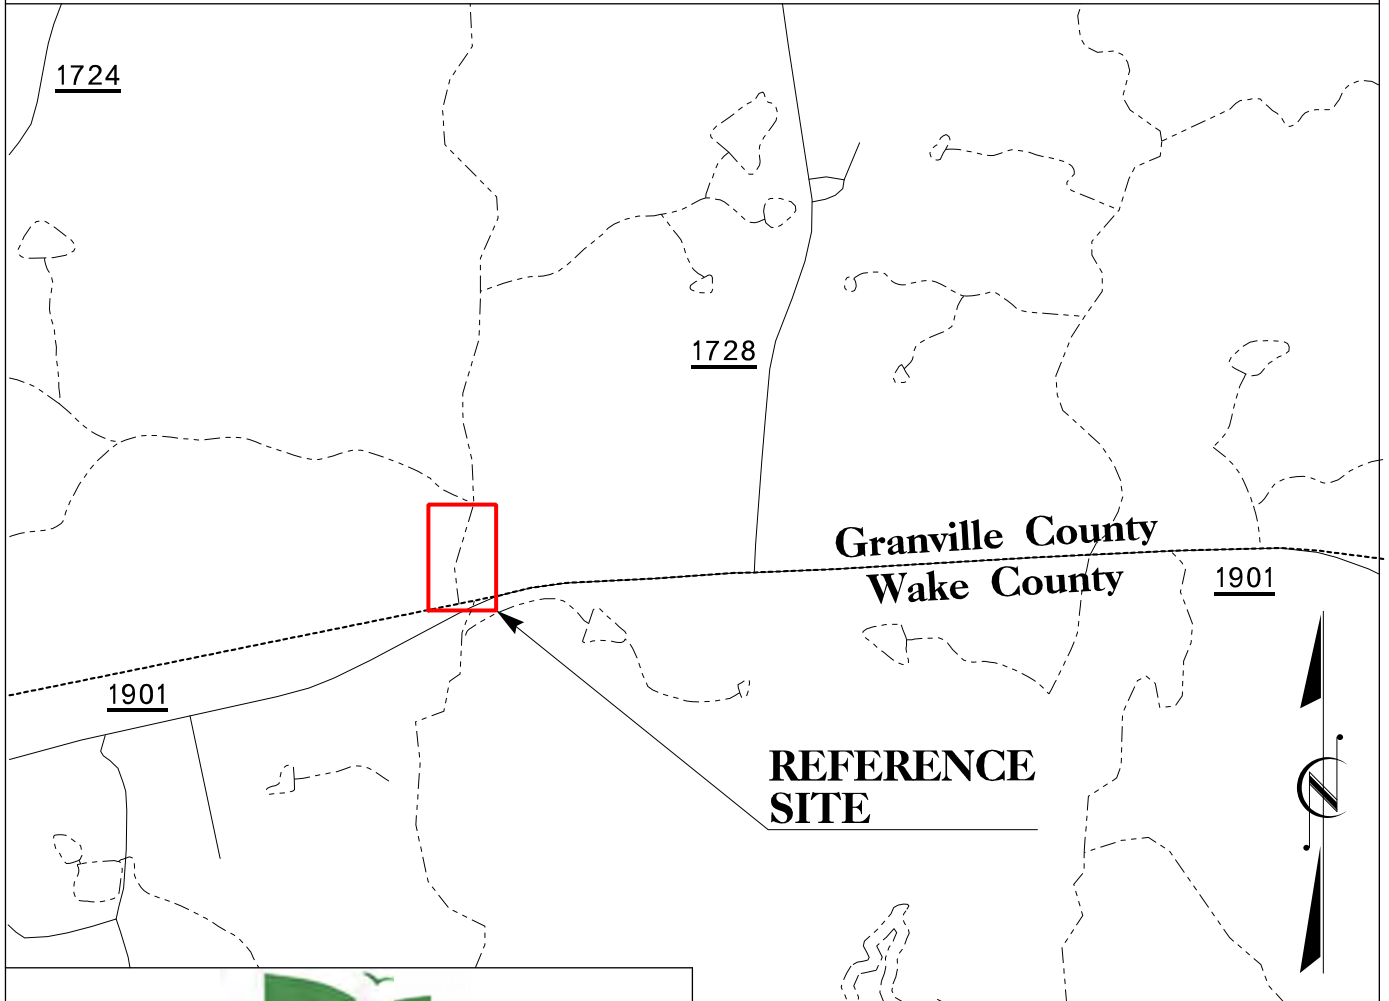 1724
1728
Granville County
Wake County
1901
1901
REFERENCE
SITE
N